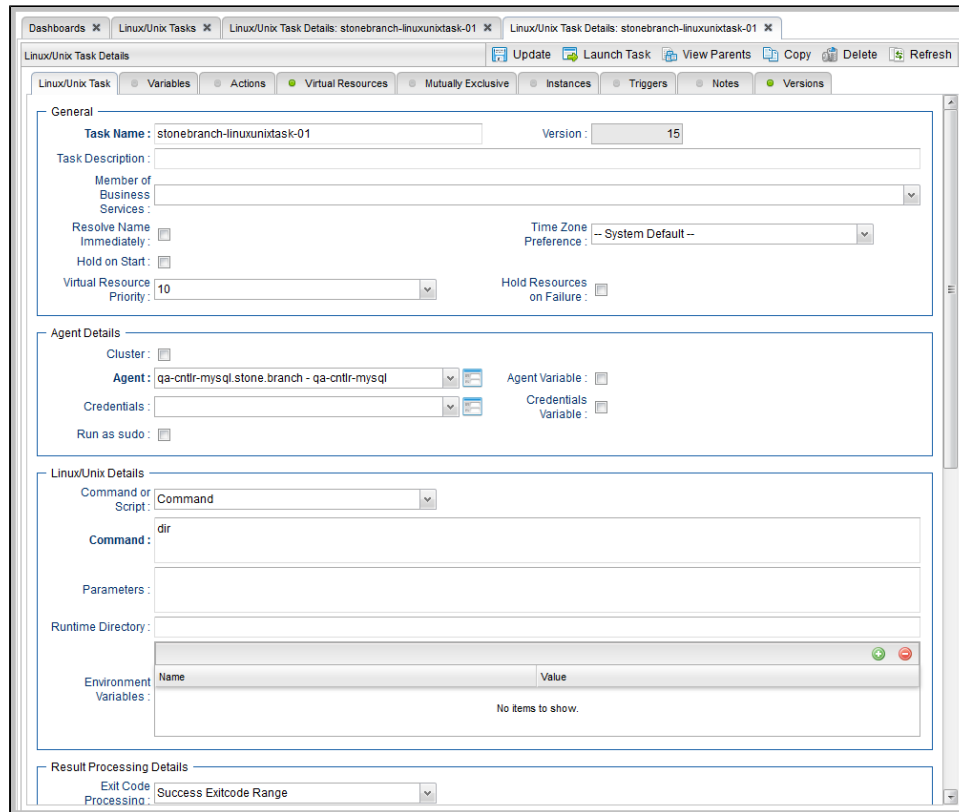 Dashboards Linux/Unix Tasks Linux/Unix Task Details: stonebranch-linuxunixtask-01 Linux/Unix Task Details: stonebranch-linuxunixtask-01
Linux/Unix Task Details Update Launch Task View Parents Copy Delete Refresh
Linux/Unix Task Variables Actions Virtual Resources Mutually Exclusive Instances Triggers Notes Versions
General
Task Name : stonebranch-linuxunixtask-01 Version : 15
Task Description :
Member of
Business
Services :
Resolve Name
Immediately :
Time Zone
Preference : -- System Default --
Hold on Start :
Virtual Resource
Priority : 10
Hold Resources
on Failure :
Agent Details
Cluster :
Agent : qa-cntlr-mysql.stone.branch - qa-cntlr-mysql Agent Variable :
Credentials :
Credentials
Variable :
Run as sudo :
Linux/Unix Details
Command or
Script : Command
Command : dir
Parameters :
Runtime Directory :
Environment
Variables :
Name Value
No items to show.
Result Processing Details
Exit Code
Processing : Success Exitcode Range